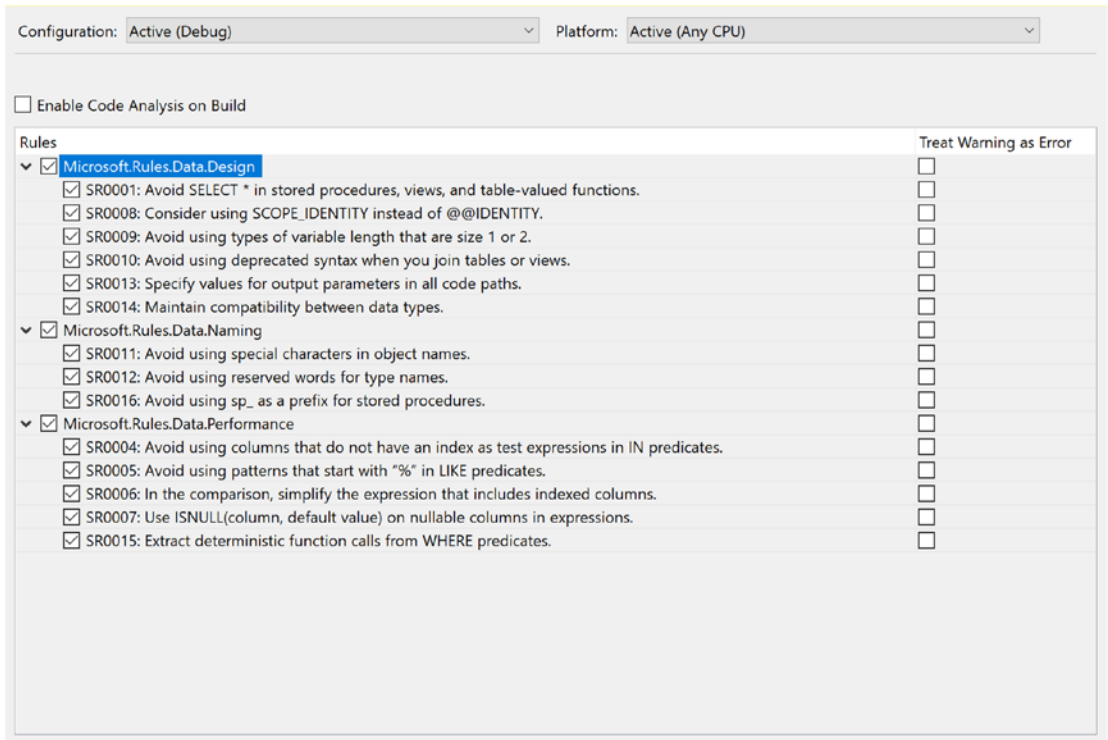 Configuration: Active (Debug) Platform: Active (Any CPU)
Enable Code Analysis on Build
Rules Treat Warning as Error
Microsoft.Rules.Data.Design
SR0001: Avoid SELECT * in stored procedures, views, and table-valued functions.
SR0008: Consider using SCOPE_IDENTITY instead of @@IDENTITY.
SR0009: Avoid using types of variable length that are size 1 or 2.
SR0010: Avoid using deprecated syntax when you join tables or views.
SR0013: Specify values for output parameters in all code paths.
SR0014: Maintain compatibility between data types.
Microsoft.Rules.Data.Naming
SR0011: Avoid using special characters in object names.
SR0012: Avoid using reserved words for type names.
SR0016: Avoid using sp_ as a prefix for stored procedures.
Microsoft.Rules.Data.Performance
SR0004: Avoid using columns that do not have an index as test expressions in IN predicates.
SR0005: Avoid using patterns that start with “%” in LIKE predicates.
SR0006: In the comparison, simplify the expression that includes indexed columns.
SR0007: Use ISNULL(column, default value) on nullable columns in expressions.
SR0015: Extract deterministic function calls from WHERE predicates.